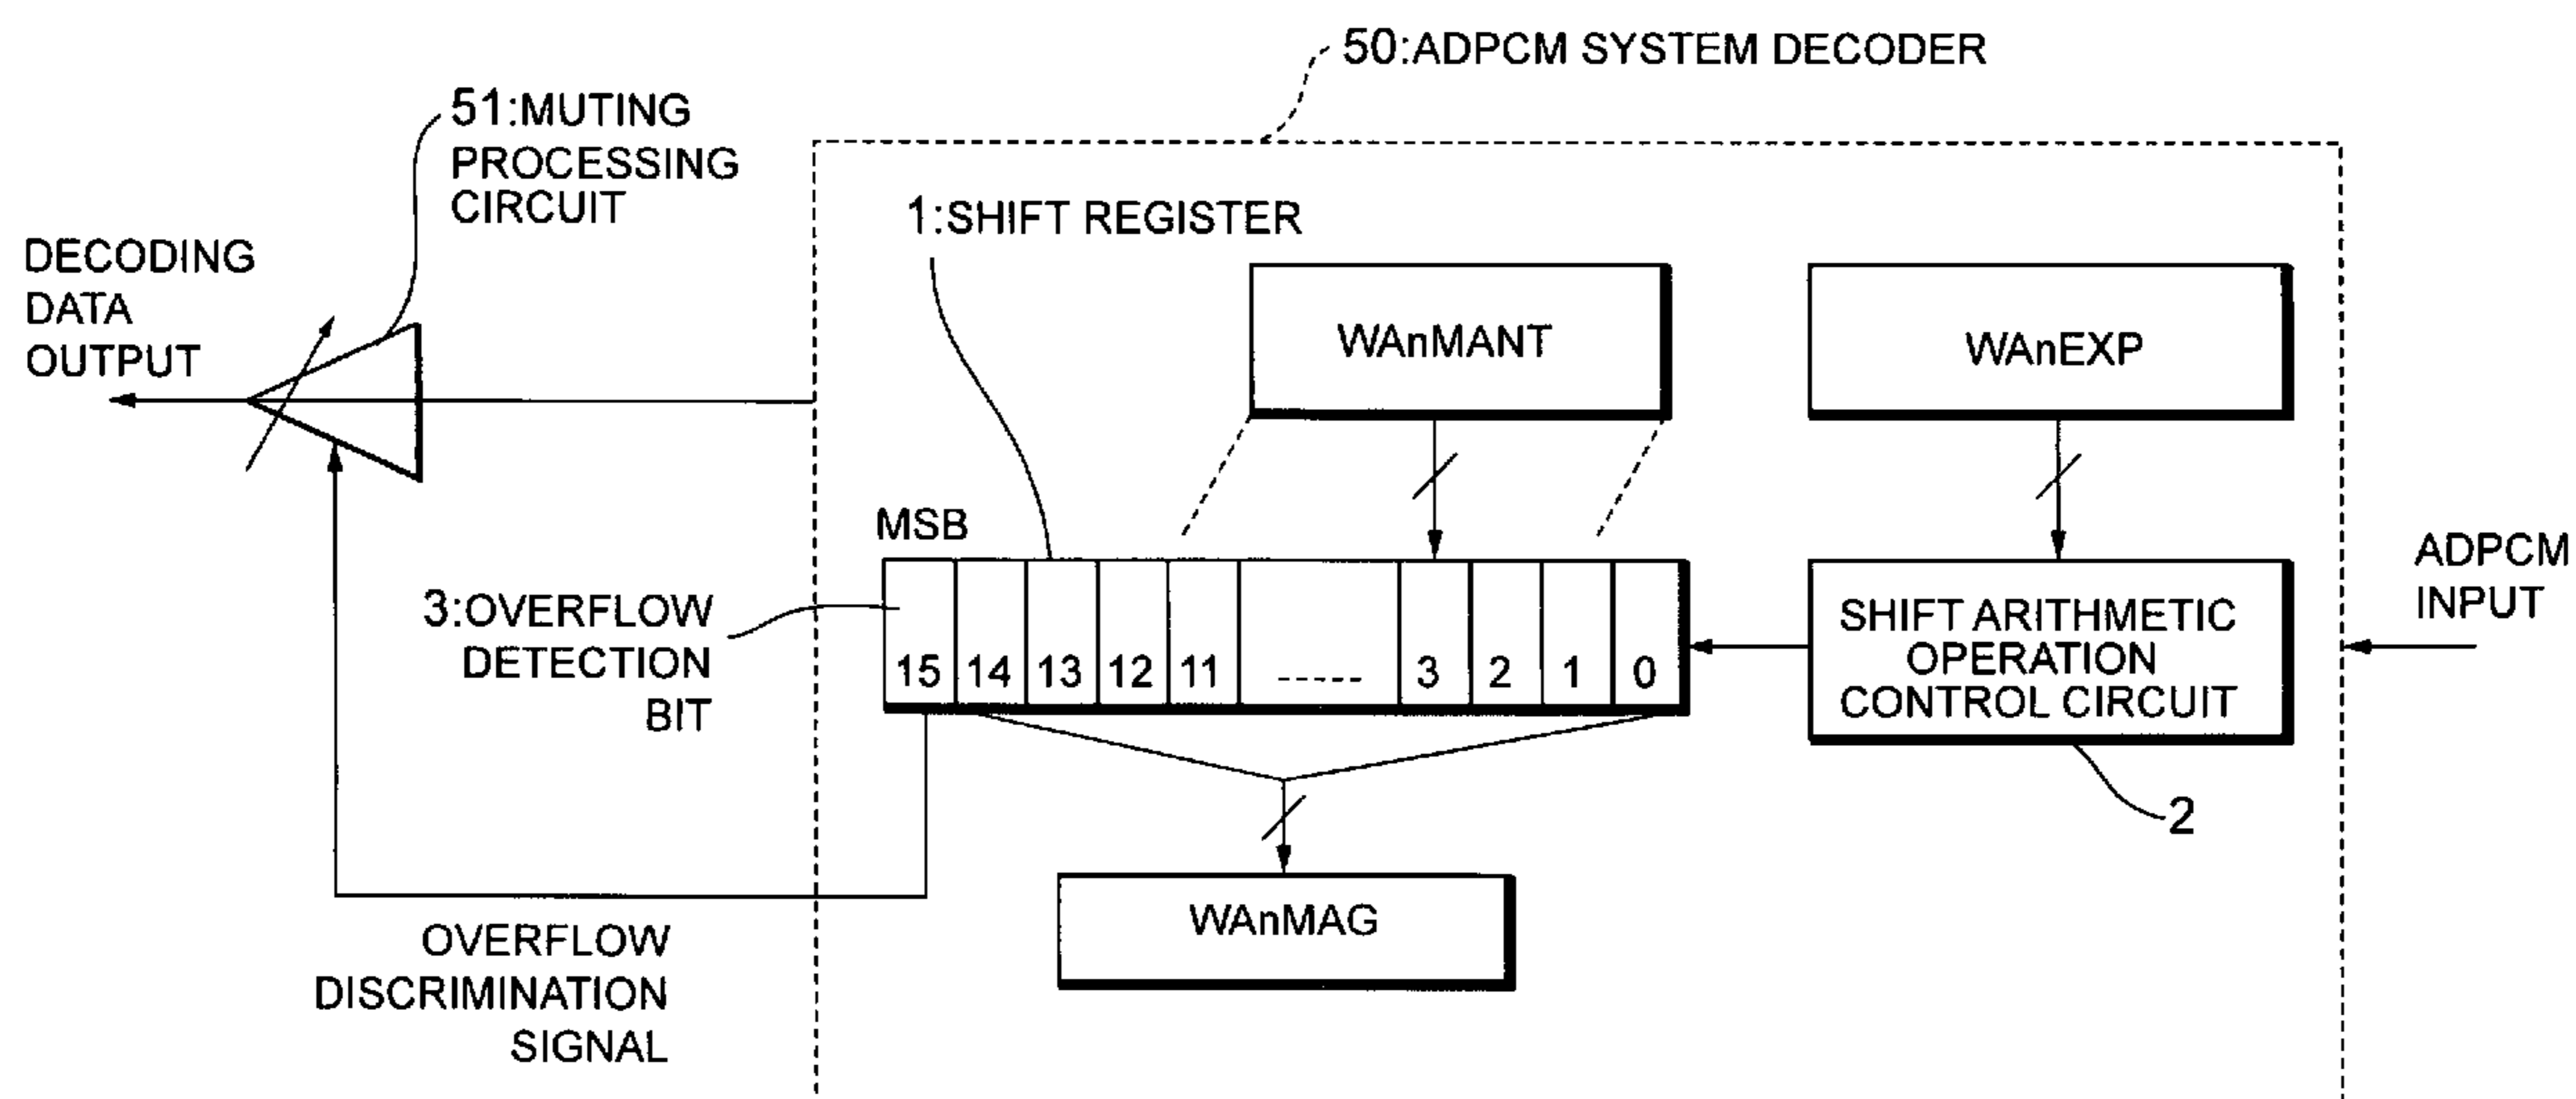 50:ADPCM SYSTEM DECODER
51:MUTING
PROCESSING
CIRCUIT
1:SHIFT REGISTER
DECODING
DATA
OUTPUT
WAnMANT
WAnEXP
MSB
ADPCM
INPUT
3:OVERFLOW
DETECTION
BIT
15 14 13 12 11 ----- 3 2 1 0
SHIFT ARITHMETIC
OPERATION
CONTROL CIRCUIT
2
WAnMAG
OVERFLOW
DISCRIMINATION
SIGNAL